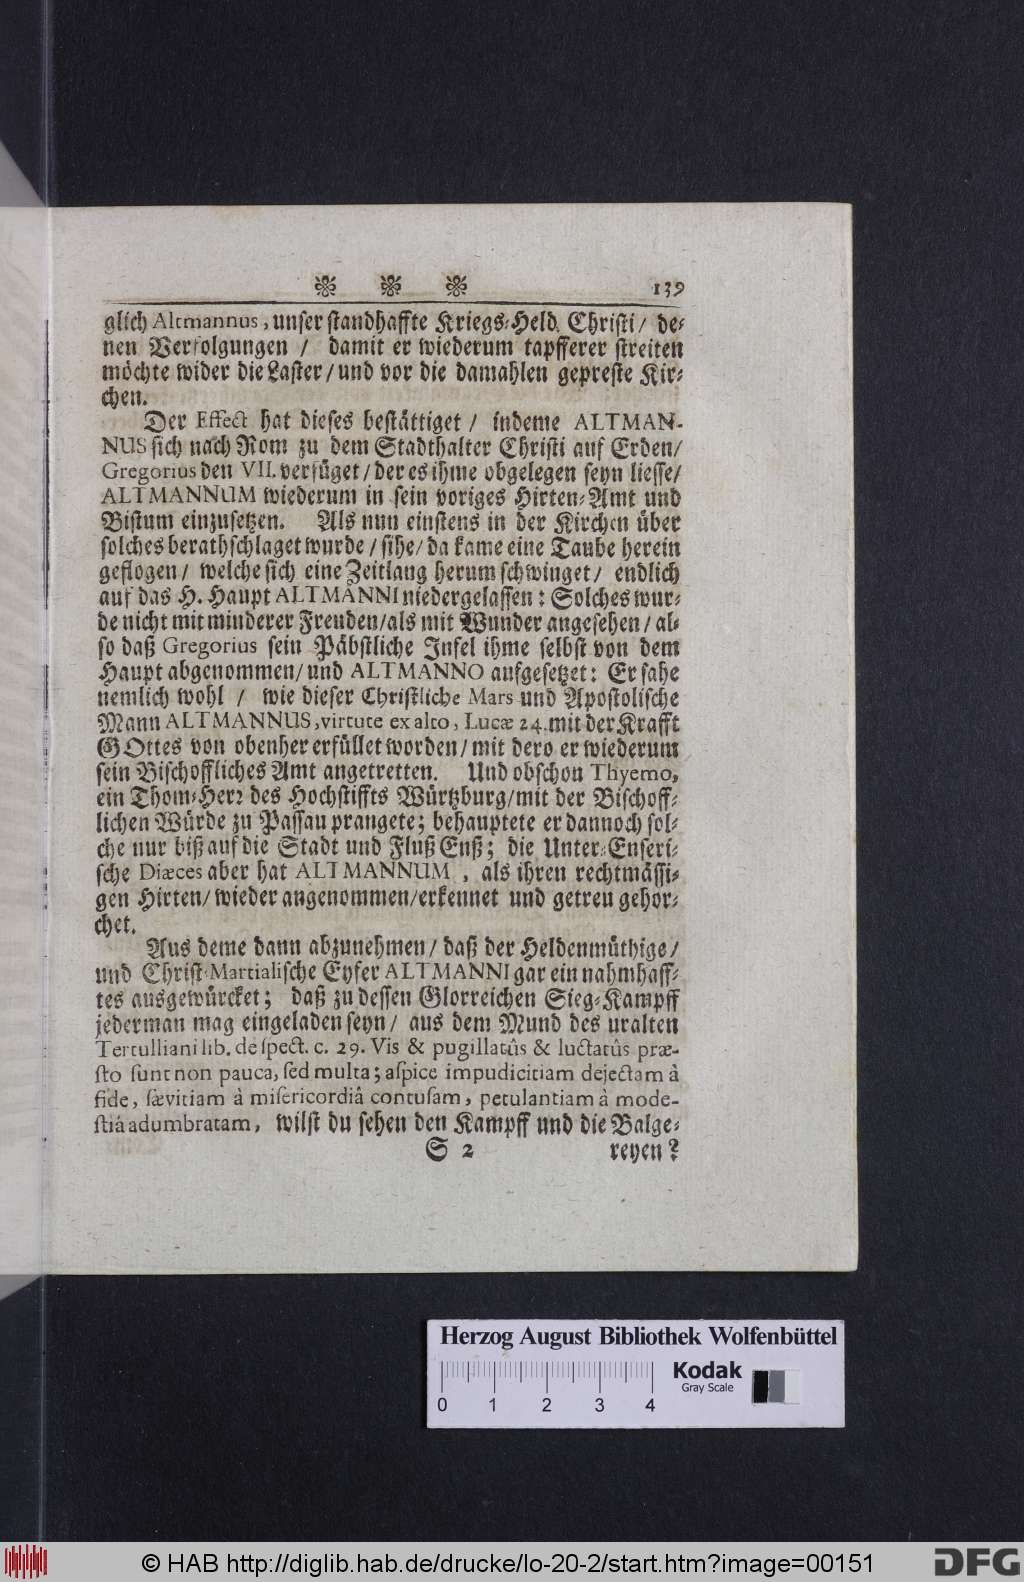 139
glich Altmannus, unser standhaffte Kriegs-Held Christi/ de-
nen Verfolgungen / damit er wiederum tapfferer streiten
möchte wider die Laster/ und vor die damahlen gepreste Kir-
chen.
Der Effect hat dieses bestättiget / indeme ALTMAN-
NUS sich nach Rom zu dem Stadthalter Christi auf Erden/
Gregorius den VII. verfüget/ der es ihme obgelegen seyn liesse/
ALTMANNUM wiederum in sein voriges Hirten-Amt und
Bistum einzusetzen. Als nun einstens in der Kirchen über
solches berathschlaget wurde / sihe/ da kame eine Taube herein
geflogen/ welche sich eine Zeitlang herum schwinget/ endlich
auf das H. Haupt ALTMANNI niedergelassen: Solches wur-
de nicht mit minderer Freuden/als mit Wunder angesehen/ al-
so daß Gregorius sein Päbstliche Insel ihme selbst von dem
Haupt abgenommen/ und ALTMANNO aufgesetzet: Er sahe
nemlich wohl / wie dieser Christliche Mars und Apostolische
Mann ALTMANNUS, virtute ex alto, Lucæ 24. mit der Krafft
GOttes von obenher erfüllet worden/ mit dero er wiederum
sein Bischoffliches Amt angetretten. Und obschon Thyemo,
ein Thom-Herr des Hochstiffts Würtzburg/mit der Bischoff-
lichen Würde zu Passau prangete; behauptete er dannoch sol-
che nur biß auf die Stadt und Fluß Enß; die Unter-Enseri-
sche Diæces aber hat ALTMANNUM, als ihren rechtmässi-
gen Hirten/ wieder angenommen/erkennet und getreu gehor-
chet.
Aus deme dann abzunehmen/ daß der Heldenmüthige/
und Christ-Martialische Eyfer ALTMANNI gar ein nahmhaff-
tes ausgewürcket; daß zu dessen Glorreichen Sieg-Kampff
jederman mag eingeladen seyn/ aus dem Mund des uralten
Tertulliani lib. de spect. c. 29. Vis & pugillatûs & luctatûs præ-
sto sunt non pauca, sed multa; aspice impudicitiam dejectam à
fide, sævitiam à misericordiâ contusam, petulantiam â mode-
stiâ adumbratam, wilst du sehen den Kampff und die Balge-
S 2 reyen?
Herzog August Bibliothek Wolfenbüttel
Kodak
Gray Scale
0 1 2 3 4
© HAB http://diglib.hab.de/drucke/lo-20-2/start.htm?image=00151
DFG